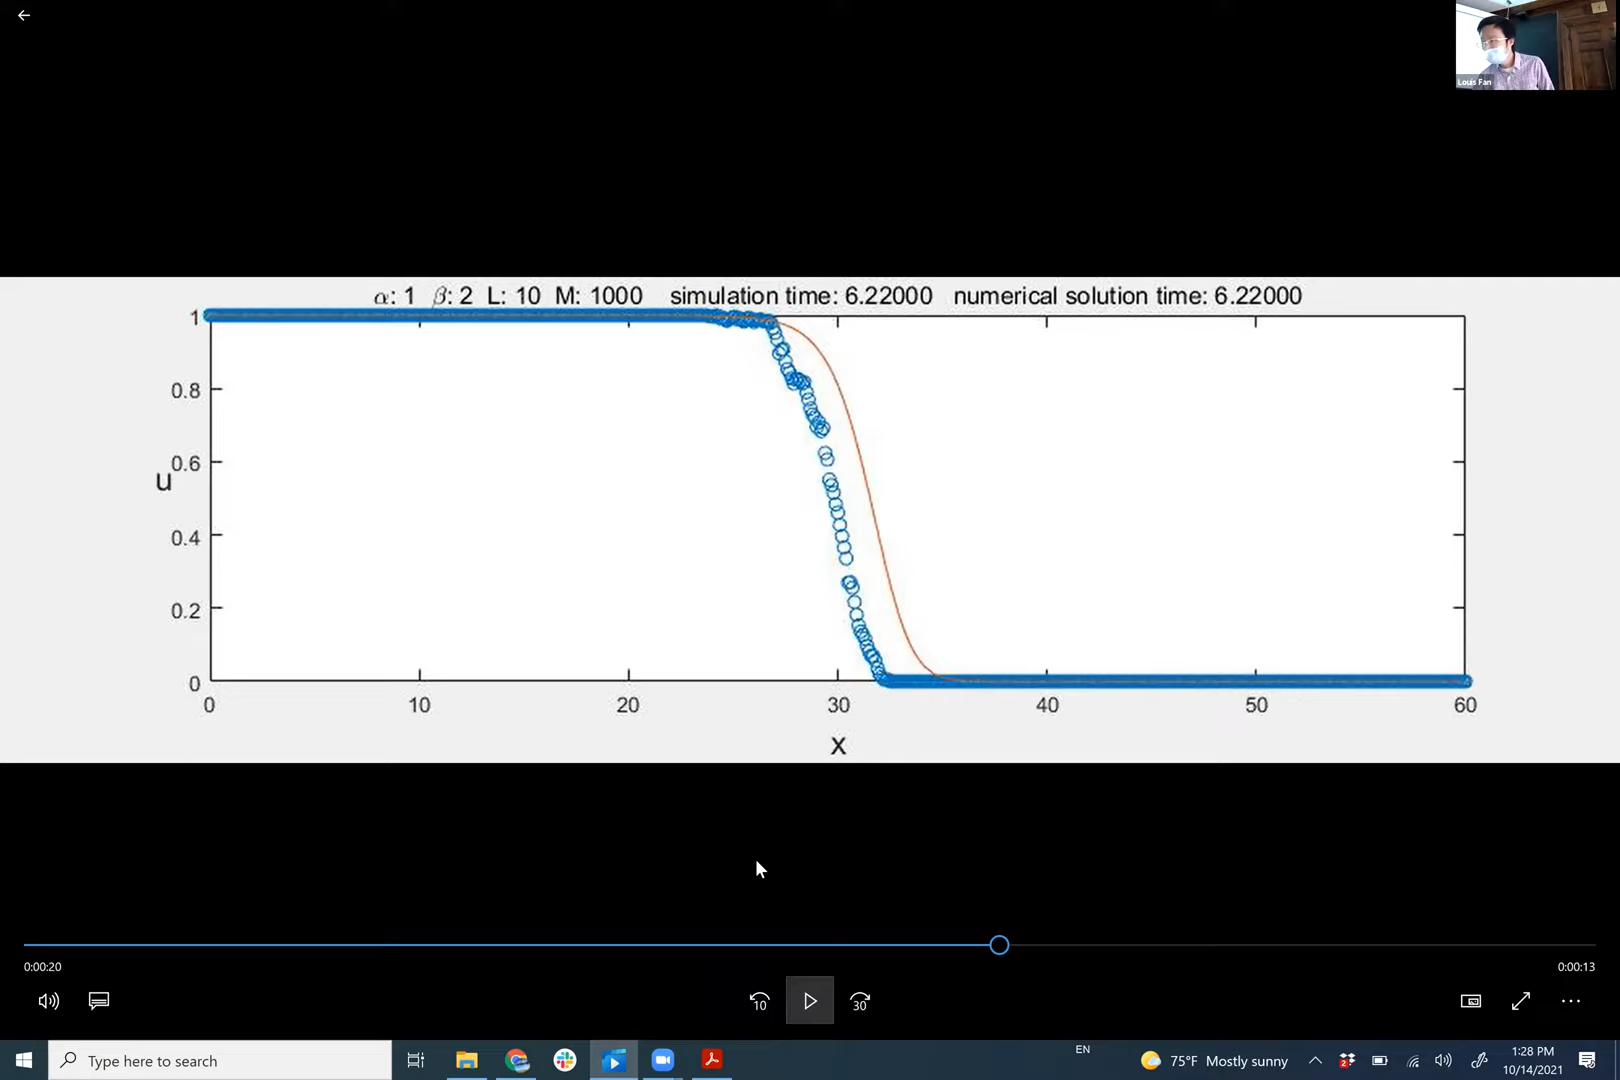 Louis Fan
α: 1 β: 2 L: 10 M: 1000 simulation time: 6.22000 numerical solution time: 6.22000
1
0.8
0.6
u
0.4
0.2
0
0 10 20 30 40 50 60
x
0:00:20 0:00:13
10 30
Type here to search
EN
2
75°F Mostly sunny
1:28 PM
10/14/2021